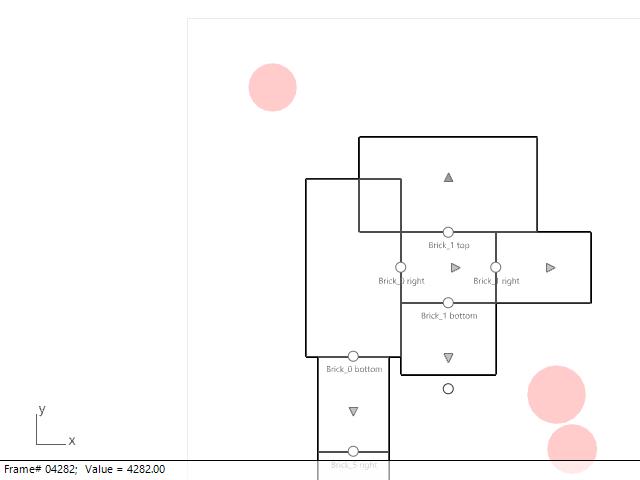 Brick_1 top
Brick_0 right
Brick_1 right
Brick_1 bottom
Brick_0 bottom
y
x
Brick_5 right
Frame# 04282;  Value = 4282.00